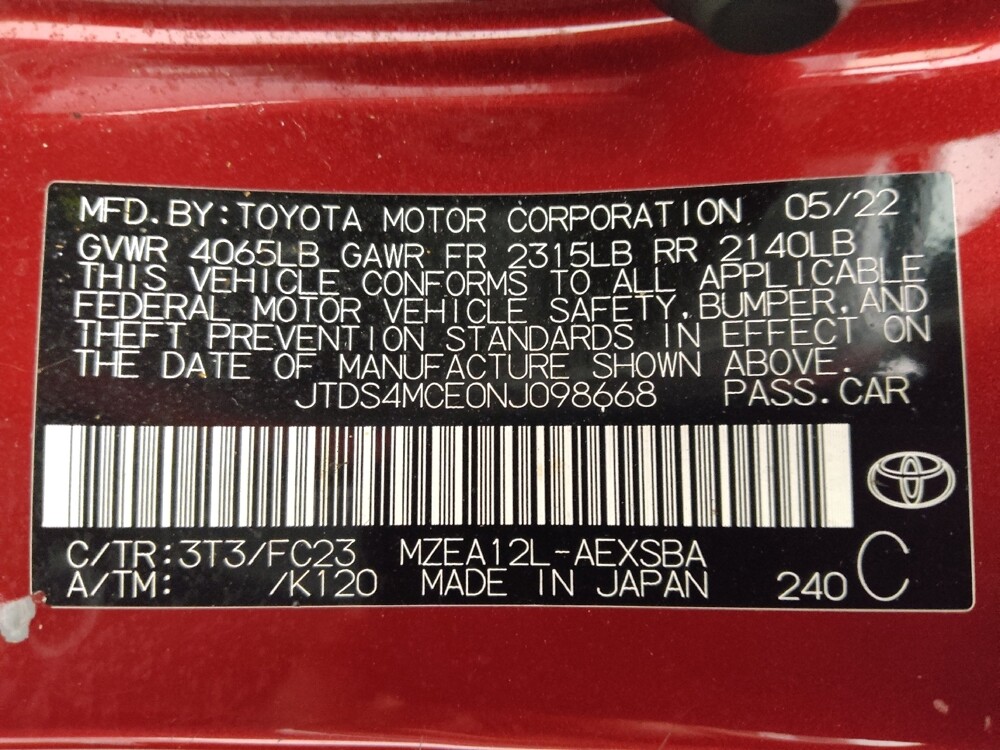 MFD.BY:TOYOTA MOTOR CORPORATION 05/22
GVWR 4065LB GAWR FR 2315LB RR 2140LB
THIS VEHICLE CONFORMS TO ALL APPLICABLE
FEDERAL MOTOR VEHICLE SAFETY,BUMPER,AND
THEFT PREVENTION STANDARDS IN EFFECT ON
THE DATE OF MANUFACTURE SHOWN ABOVE.
JTDS4MCE0NJ098668 PASS.CAR
C/TR:3T3/FC23 MZEA12L-AEXSBA
A/TM: /K120 MADE IN JAPAN 240 C